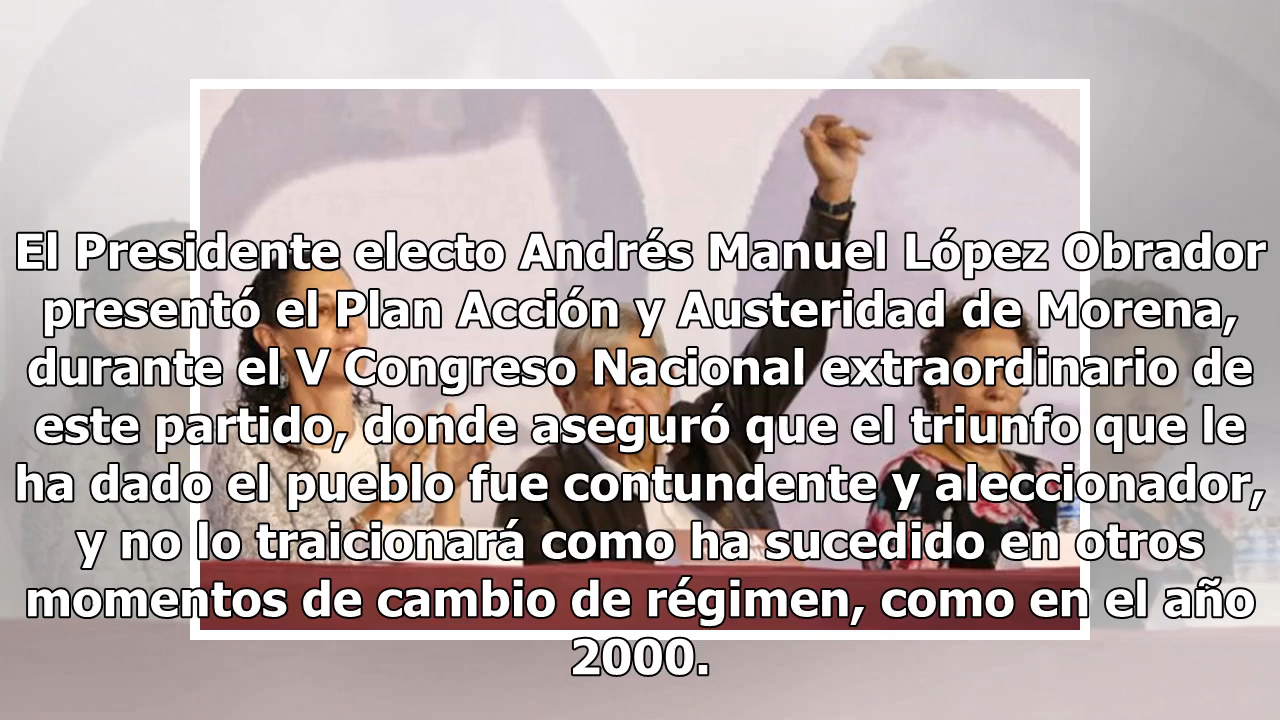 El Presidente electo Andrés Manuel López Obrador
presentó el Plan Acción y Austeridad de Morena,
durante el V Congreso Nacional extraordinario de
este partido, donde aseguró que el triunfo que le
ha dado el pueblo fue contundente y aleccionador,
y no lo traicionará como ha sucedido en otros
momentos de cambio de régimen, como en el año
2000.